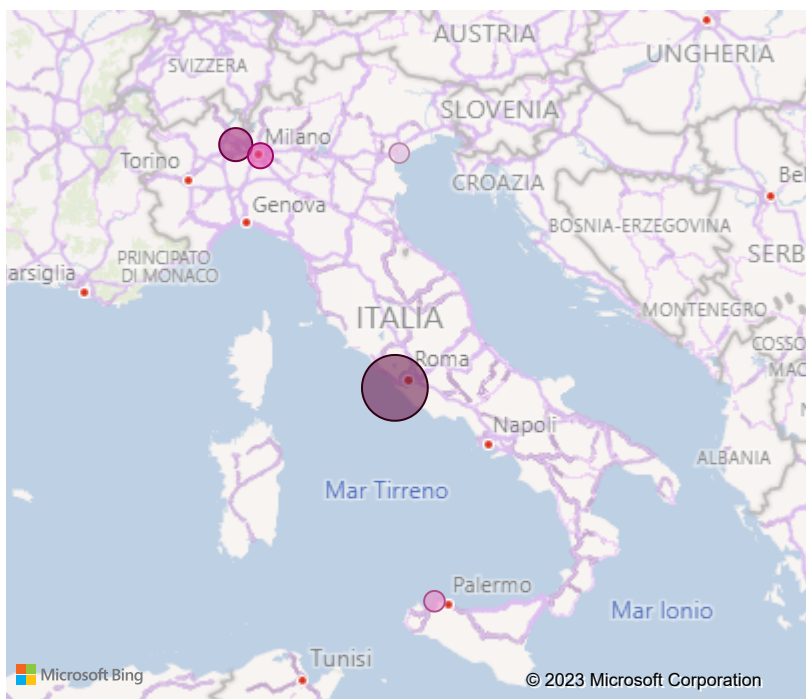 AUSTRIA
UNGHERIA
SVIZZERA
SLOVENIA
Milano
Torino
CROAZIA
Bel
Genova
BOSNIA-ERZEGOVINA
SERB
PRINCIPATO
DI MONACO
arsiglia
MONTENEGRO
ITALIA
COSSO
MAC
Roma
Napoli
ALBANIA
Mar Tirreno
Palermo
Mar Ionio
Tunisi
Microsoft Bing
© 2023 Microsoft Corporation